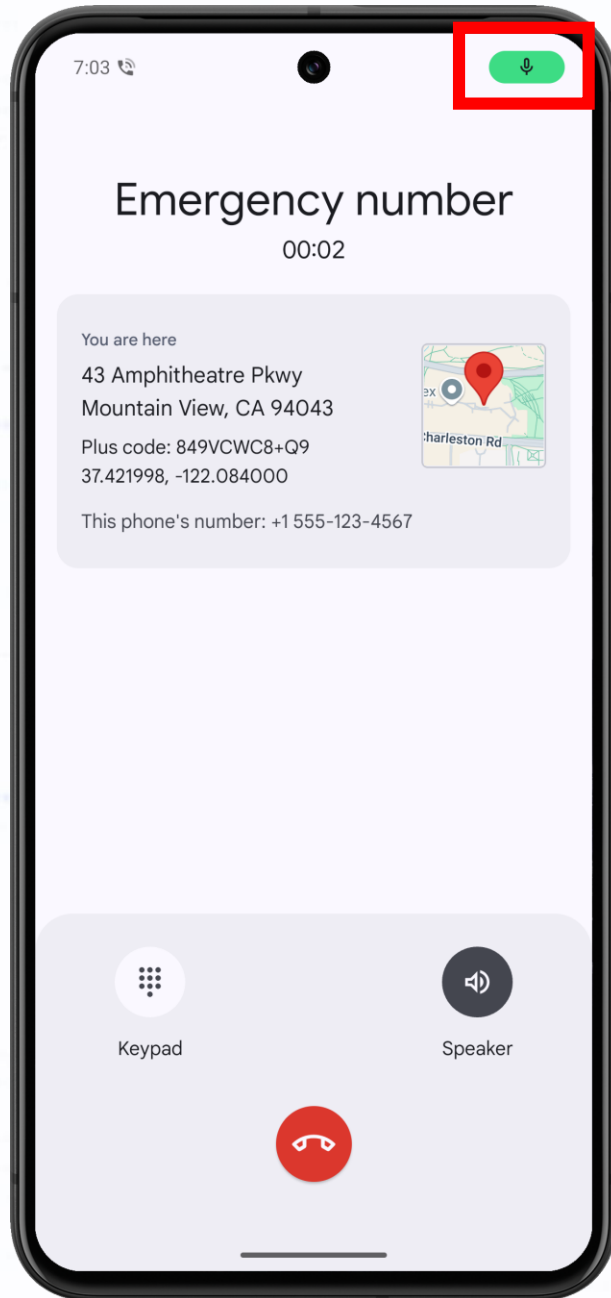 7:03
Emergency number
00:02
You are here
43 Amphitheatre Pkwy
Mountain View, CA 94043
Plus code: 849VCWC8+Q9
37.421998, -122.084000
This phone's number: +1 555-123-4567
ex
Charleston Rd
Keypad
Speaker